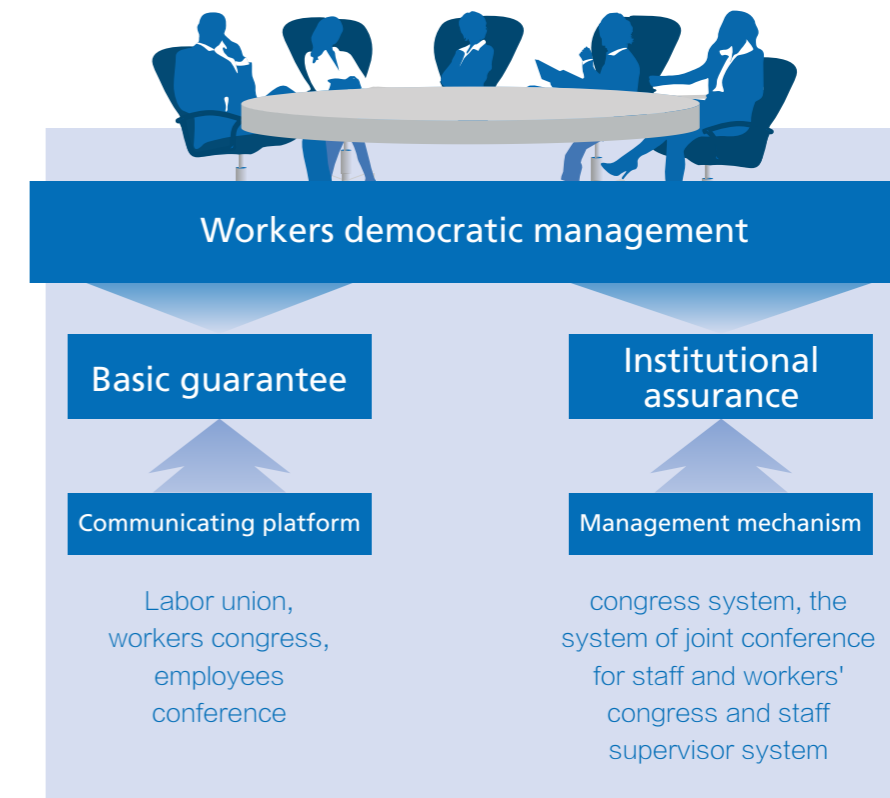 Workers democratic management
Basic guarantee
Institutional
assurance
Communicating platform
Management mechanism
Labor union,
workers congress,
employees
conference
congress system, the
system of joint conference
for staff and workers'
congress and staff
supervisor system